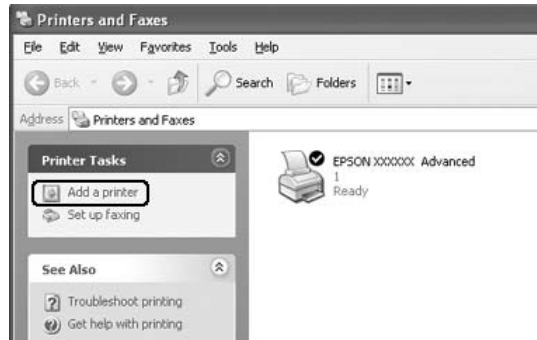 Printers and Faxes
File Edit View Favorites Tools Help
Back Search Folders
Address Printers and Faxes
Printer Tasks
Add a printer
Set up faxing
See Also
Troubleshoot printing
Get help with printing
EPSON XXXXXX Advanced
1
Ready